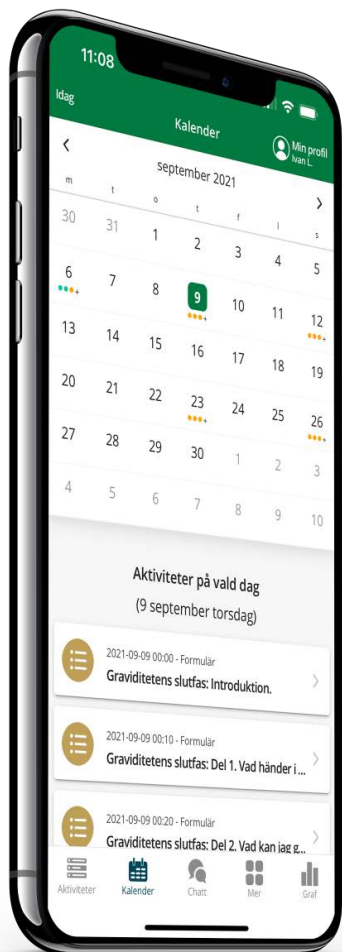 11:08
Idag
Kalender
Min profil
Ivan L.
september 2021
m t o t f l s
30 31 1 2 3 4 5
6 7 8 9 10 11 12
13 14 15 16 17 18 19
20 21 22 23 24 25 26
27 28 29 30 1 2 3
4 5 6 7 8 9 10
Aktiviteter på vald dag
(9 september torsdag)
2021-09-09 00:00 - Formulär
Graviditetens slutfas: Introduktion.
2021-09-09 00:10 - Formulär
Graviditetens slutfas: Del 1. Vad händer i ...
2021-09-09 00:20 - Formulär
Graviditetens slutfas: Del 2. Vad kan jag g...
Aktiviteter Kalender Chatt Mer Graf